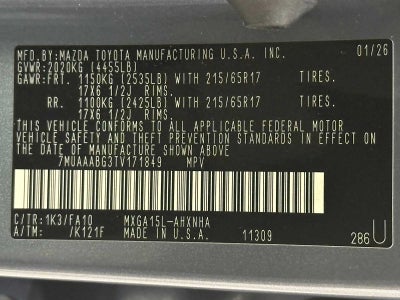 MFD.BY:MAZDA TOYOTA MANUFACTURING U.S.A. INC. 01/26
GVWR:2020KG (4455LB)
GAWR:FRT. 1150KG (2535LB) WITH 215/65R17 TIRES.
17X6 1/2J RIMS.
RR. 1100KG (2425LB) WITH 215/65R17 TIRES.
17X6 1/2J RIMS.
THIS VEHICLE CONFORMS TO ALL APPLICABLE FEDERAL MOTOR
VEHICLE SAFETY AND THEFT PREVENTION STANDARDS IN EFFECT
ON THE DATE OF MANUFACTURE SHOWN ABOVE.
7MUAAABG3TV171849 MPV
C/TR:1K3/FA10 MXGA15L-AHXNHA
A/TM: /K121F MADE IN U.S.A. 11309 286U